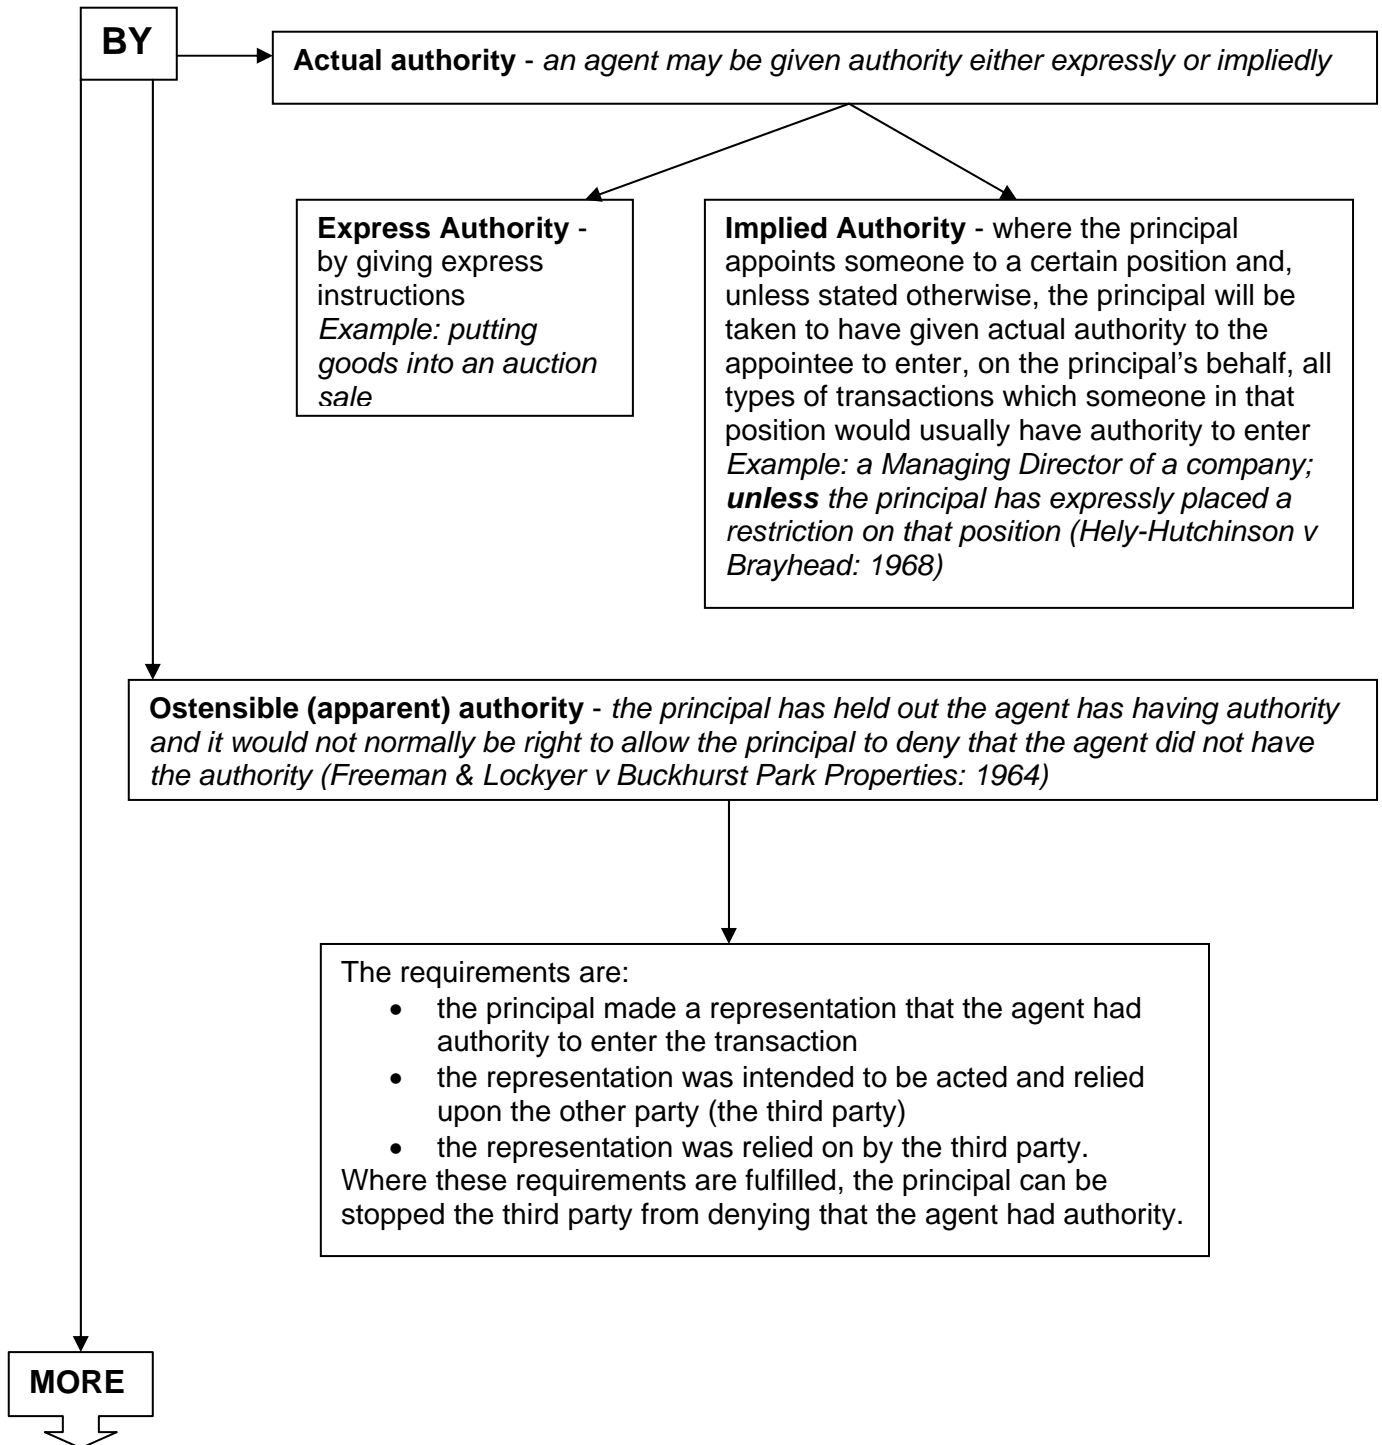 BY
Actual authority - an agent may be given authority either expressly or impliedly
Express Authority -
by giving express
instructions
Example: putting
goods into an auction
sale
Implied Authority - where the principal
appoints someone to a certain position and,
unless stated otherwise, the principal will be
taken to have given actual authority to the
appointee to enter, on the principal’s behalf, all
types of transactions which someone in that
position would usually have authority to enter
Example: a Managing Director of a company;
unless the principal has expressly placed a
restriction on that position (Hely-Hutchinson v
Brayhead: 1968)
Ostensible (apparent) authority - the principal has held out the agent has having authority
and it would not normally be right to allow the principal to deny that the agent did not have
the authority (Freeman & Lockyer v Buckhurst Park Properties: 1964)
The requirements are:
• the principal made a representation that the agent had
authority to enter the transaction
• the representation was intended to be acted and relied
upon the other party (the third party)
• the representation was relied on by the third party.
Where these requirements are fulfilled, the principal can be
stopped the third party from denying that the agent had authority.
MORE